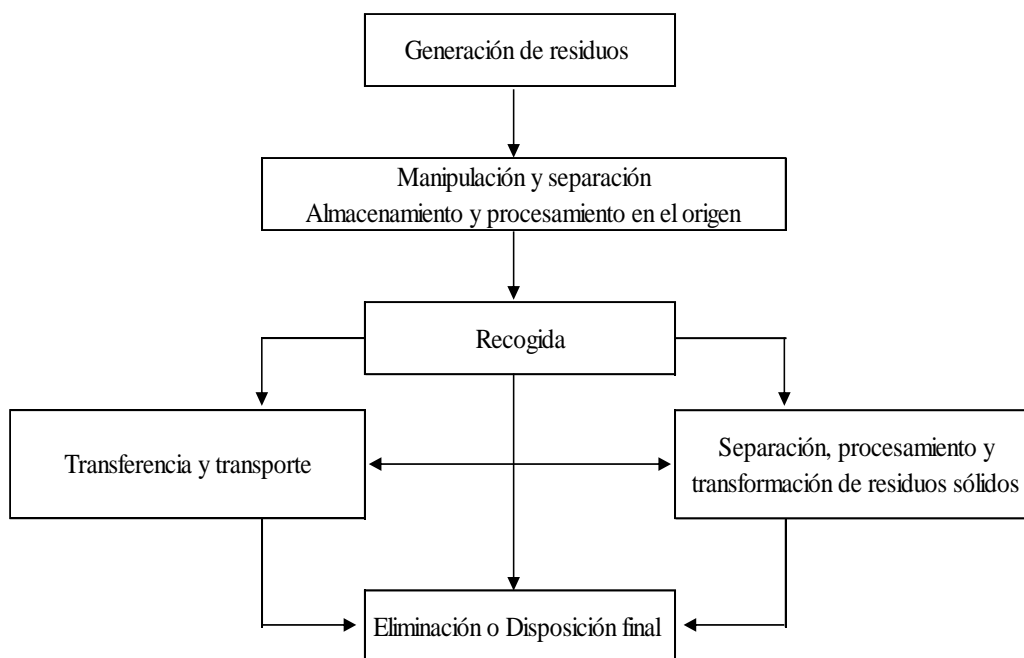 Generación de residuos
Manipulación y separación
Almacenamiento y procesamiento en el origen
Recogida
Transferencia y transporte
Separación, procesamiento y
transformación de residuos sólidos
Eliminación o Disposición final